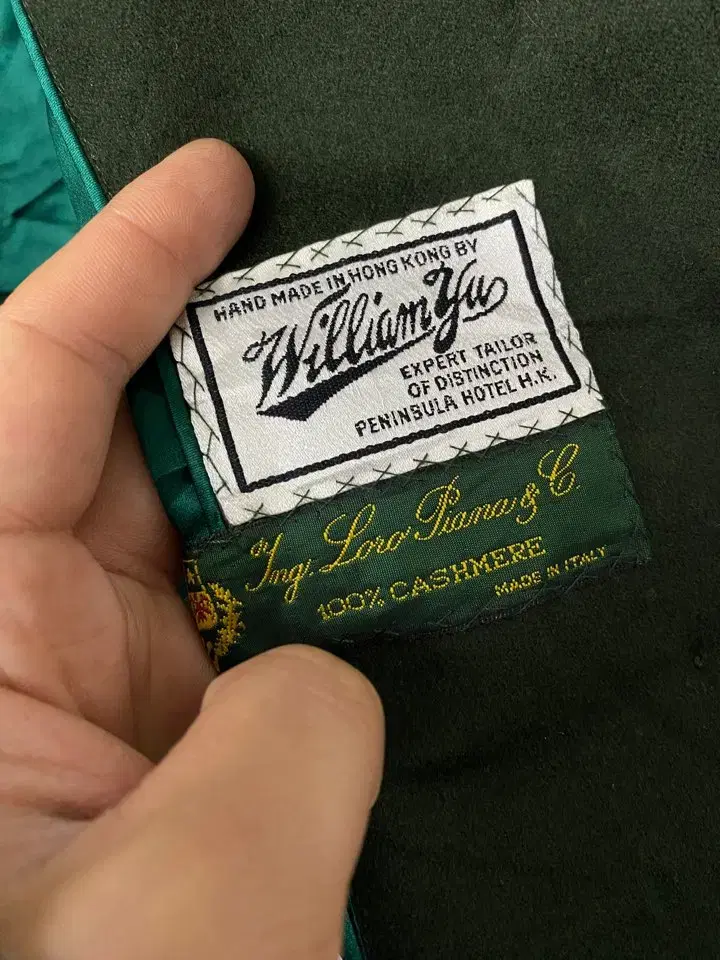 HAND MADE IN HONG KONG BY
William Yu
EXPERT TAILOR
OF DISTINCTION
PENINSULA HOTEL H.K.
Ing. Loro Piana & C.
100% CASHMERE
MADE IN ITALY